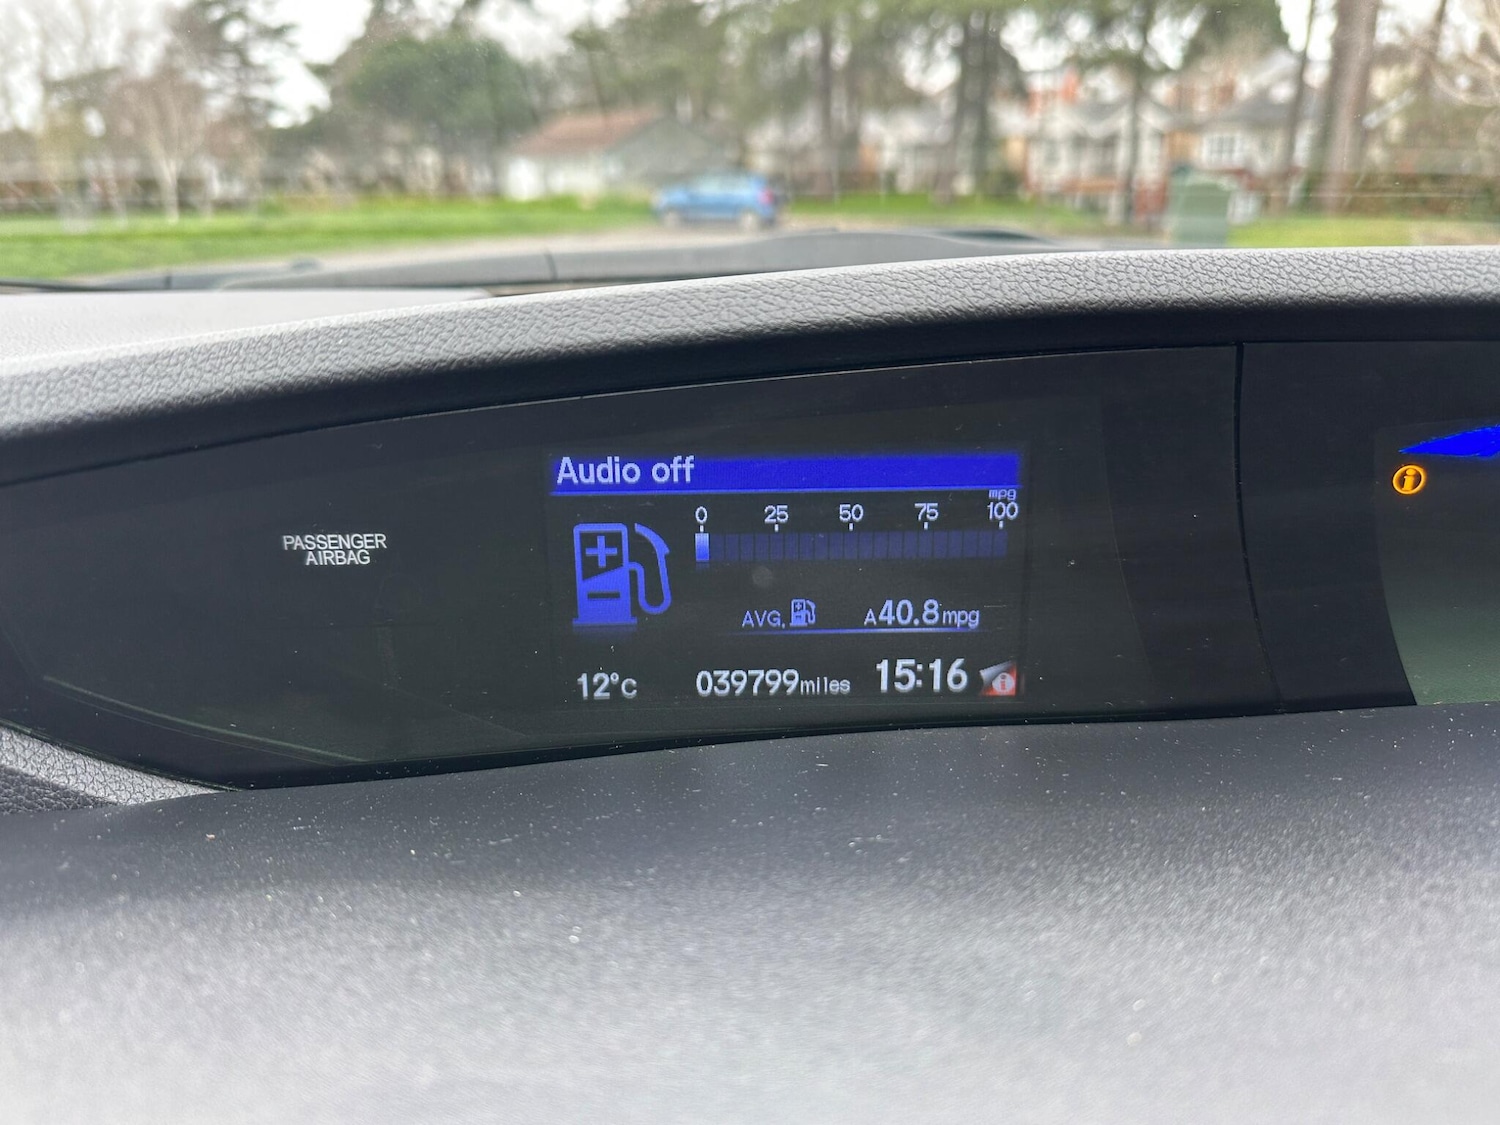 Audio off
mpg
0 25 50 75 100
PASSENGER
AIRBAG
AVG. A40.8mpg
12°C 039799miles 15:16